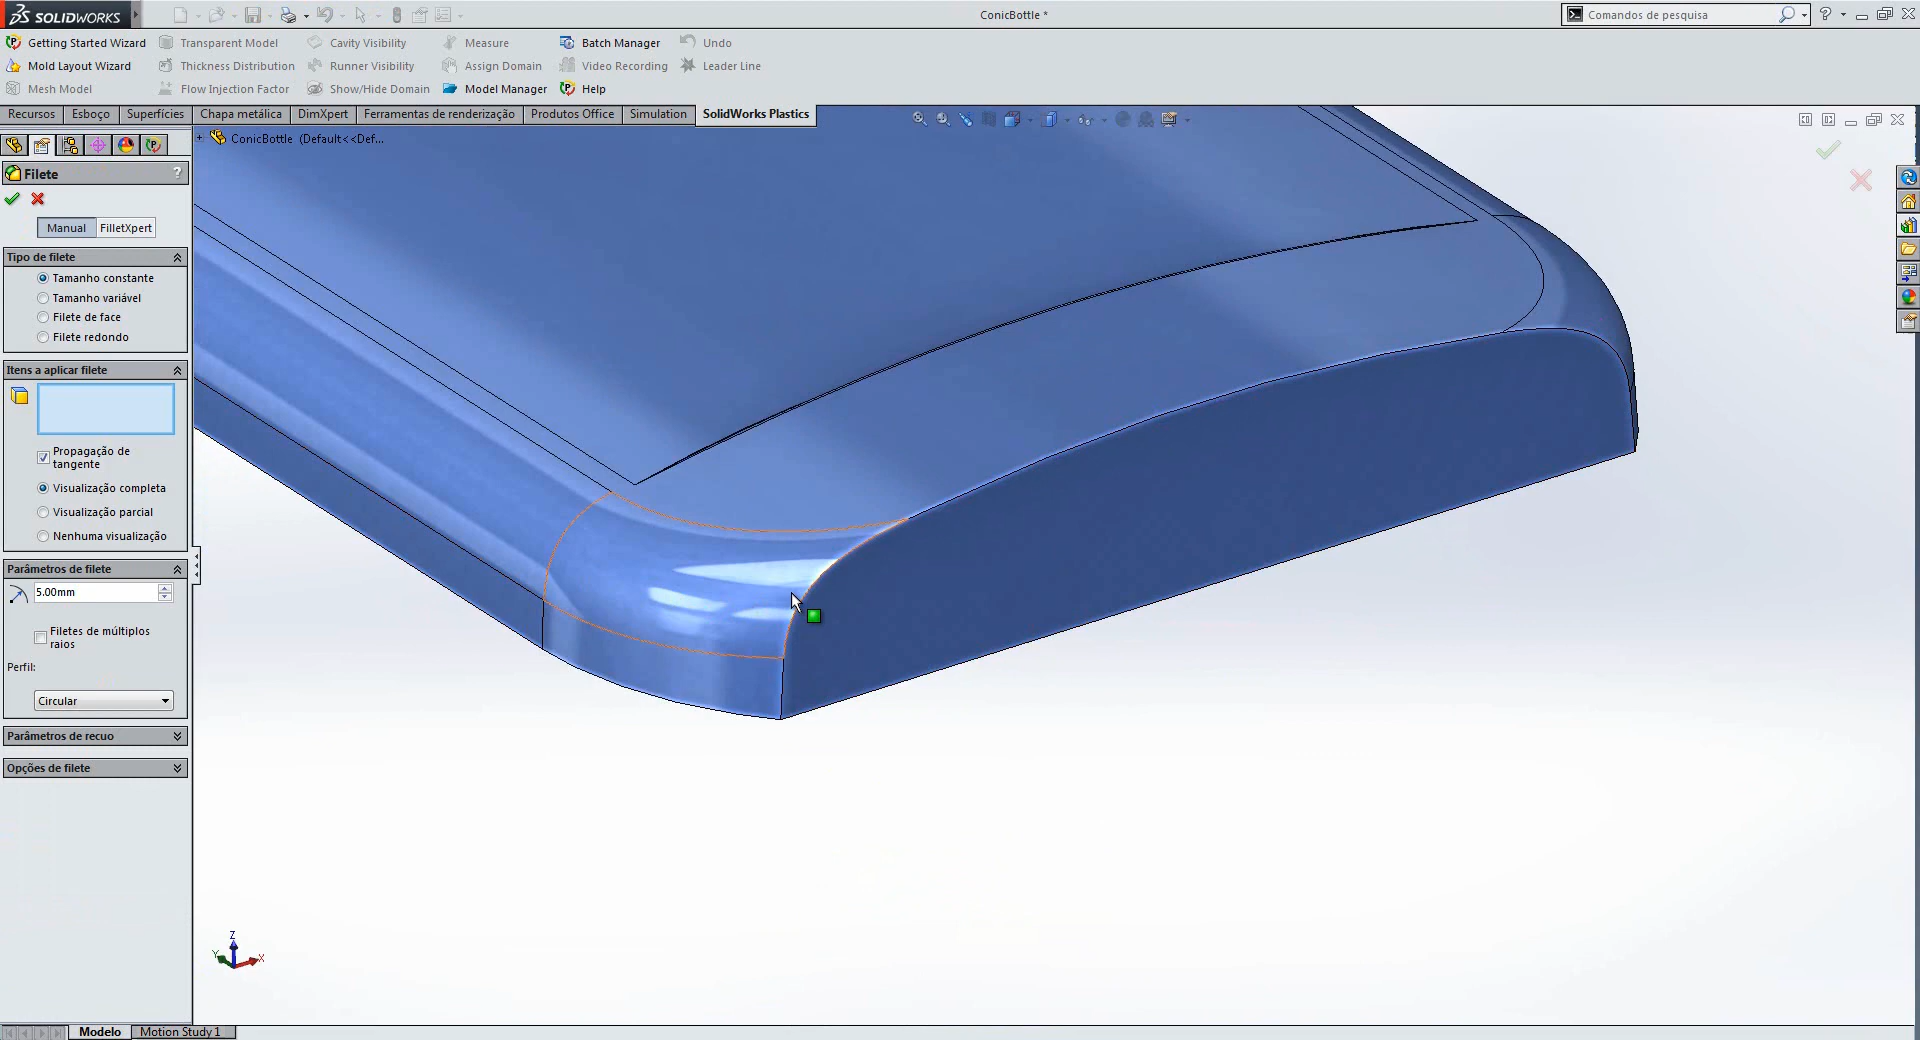 SOLIDWORKS
ConicBottle *
Comandos de pesquisa
Getting Started Wizard
Transparent Model
Cavity Visibility
Measure
Batch Manager
Undo
Mold Layout Wizard
Thickness Distribution
Runner Visibility
Assign Domain
Video Recording
Leader Line
Mesh Model
Flow Injection Factor
Show/Hide Domain
Model Manager
Help
Recursos
Esboço
Superfícies
Chapa metálica
DimXpert
Ferramentas de renderização
Produtos Office
Simulation
SolidWorks Plastics
ConicBottle (Default<<Def...
Filete
?
Manual
FilletXpert
Tipo de filete
Tamanho constante
Tamanho variável
Filete de face
Filete redondo
Itens a aplicar filete
Propagação de
tangente
Visualização completa
Visualização parcial
Nenhuma visualização
Parâmetros de filete
5.00mm
Filetes de múltiplos
raios
Perfil:
Circular
Parâmetros de recuo
Opções de filete
Z
Y
X
Modelo
Motion Study 1